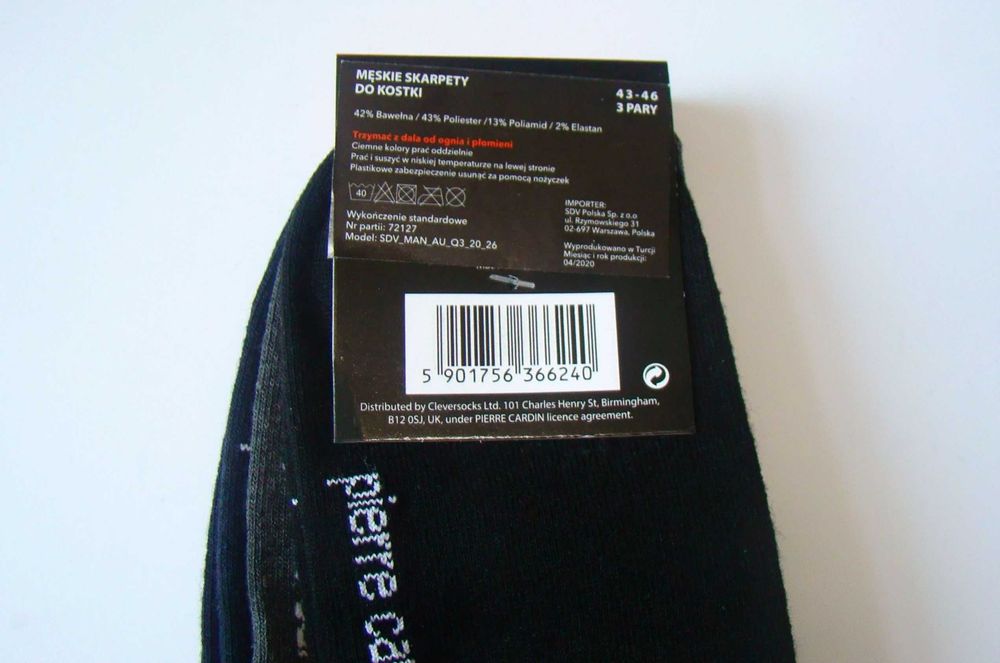 MĘSKIE SKARPETY
DO KOSTKI
43-46
3 PARY
42% Bawełna / 43% Poliester /13% Poliamid / 2% Elastan
Trzymać z dala od ognia i płomieni
Ciemne kolory prać oddzielnie
Prać i suszyć w niskiej temperaturze na lewej stronie
Plastikowe zabezpieczenie usunąć za pomocą nożyczek
40
Wykończenie standardowe
Nr partii: 72127
Model: SDV_MAN_AU_Q3_20_26
IMPORTER:
SDV Polska Sp. z o.o
ul. Rzymowskiego 31
02-697 Warszawa, Polska
Wyprodukowano w Turcji
Miesiąc i rok produkcji:
04/2020
5 901756 366240
Distributed by Cleversocks Ltd. 101 Charles Henry St, Birmingham,
B12 0SJ, UK, under PIERRE CARDIN licence agreement.
pierre ca